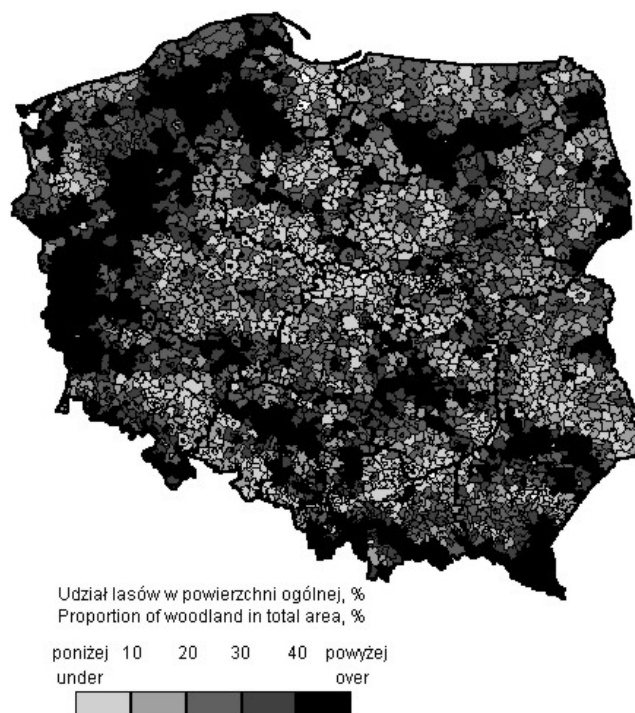 Udział lasów w powierzchni ogólnej, %
Proportion of woodland in total area, %
poniżej 10 20 30 40 powyżej
under over